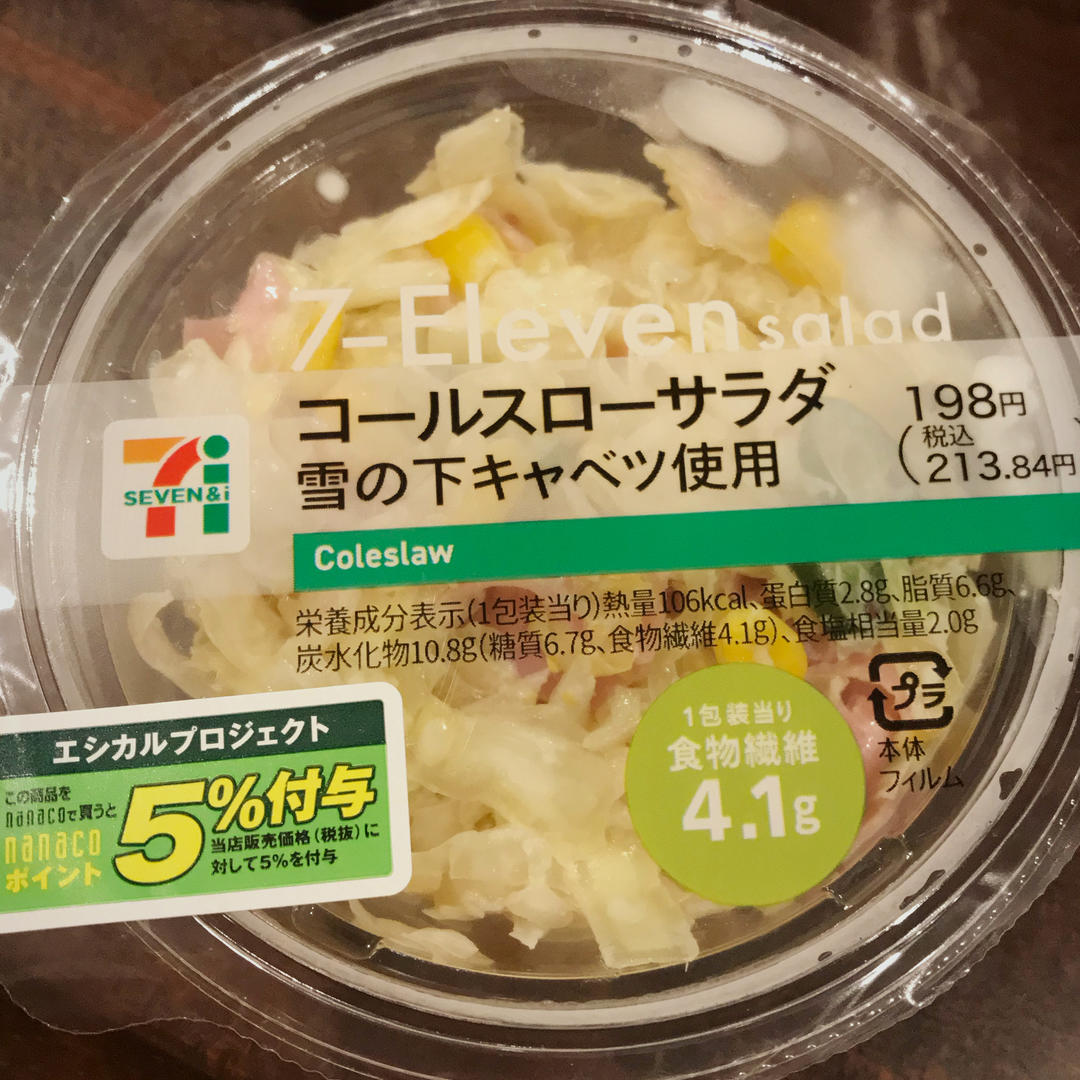 7-Eleven salad
コールスローサラダ
雪の下キャベツ使用
198円
(税込
213.84円)
SEVEN&i
Coleslaw
栄養成分表示(1包装当り)熱量106kcal、蛋白質2.8g、脂質6.6g、
炭水化物10.8g(糖質6.7g、食物繊維4.1g)、食塩相当量2.0g
プラ
本体
フィルム
1包装当り
食物繊維
4.1g
エシカルプロジェクト
この商品を
nanacoで買うと
nanaco
ポイント
5%付与
当店販売価格(税抜)に
対して5%を付与